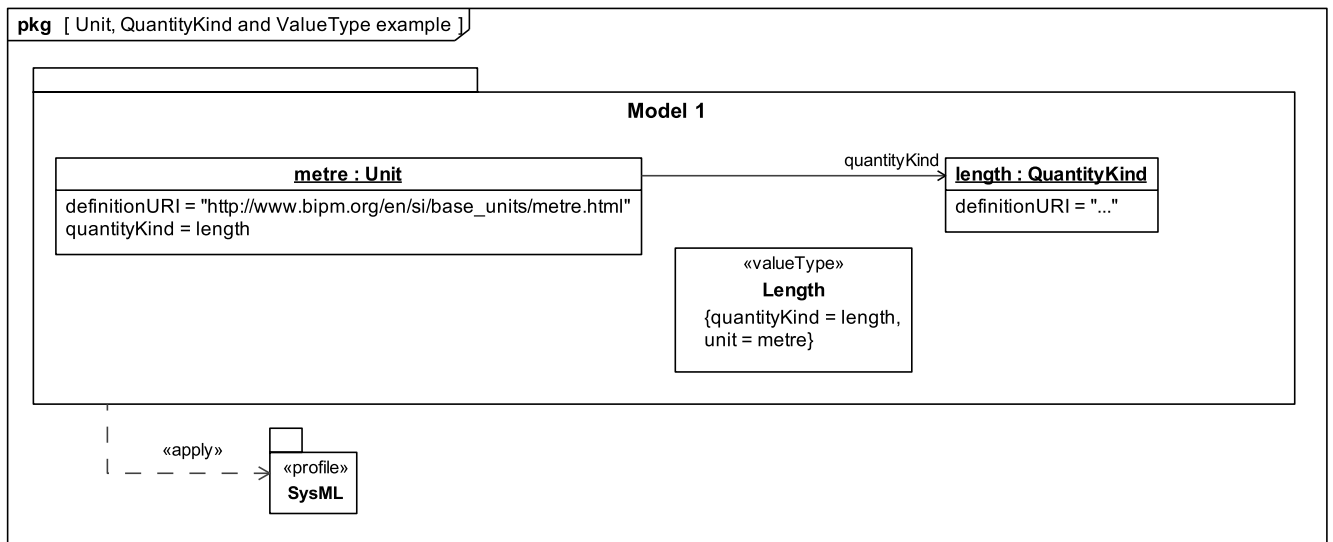 pkg [ Unit, QuantityKind and ValueType example ]
Model 1
metre : Unit
definitionURI = "http://www.bipm.org/en/si/base_units/metre.html"
quantityKind = length
quantityKind
length : QuantityKind
definitionURI = "..."
«valueType»
Length
{quantityKind = length,
unit = metre}
«apply»
«profile»
SysML